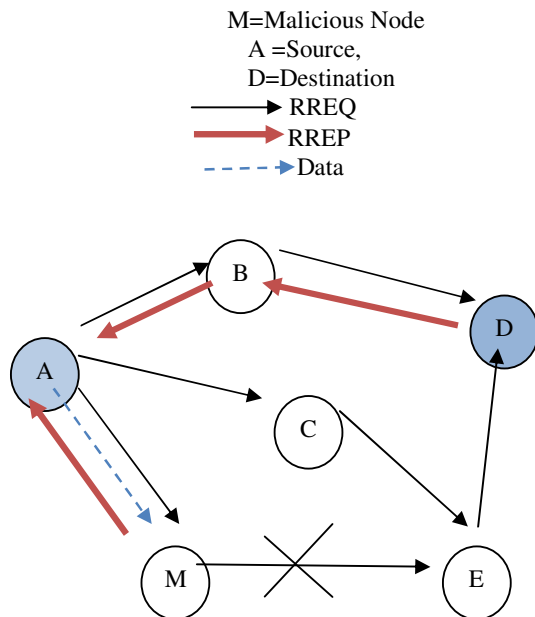 M=Malicious Node
A =Source,
D=Destination
RREQ
RREP
Data
B
D
A
C
M
E